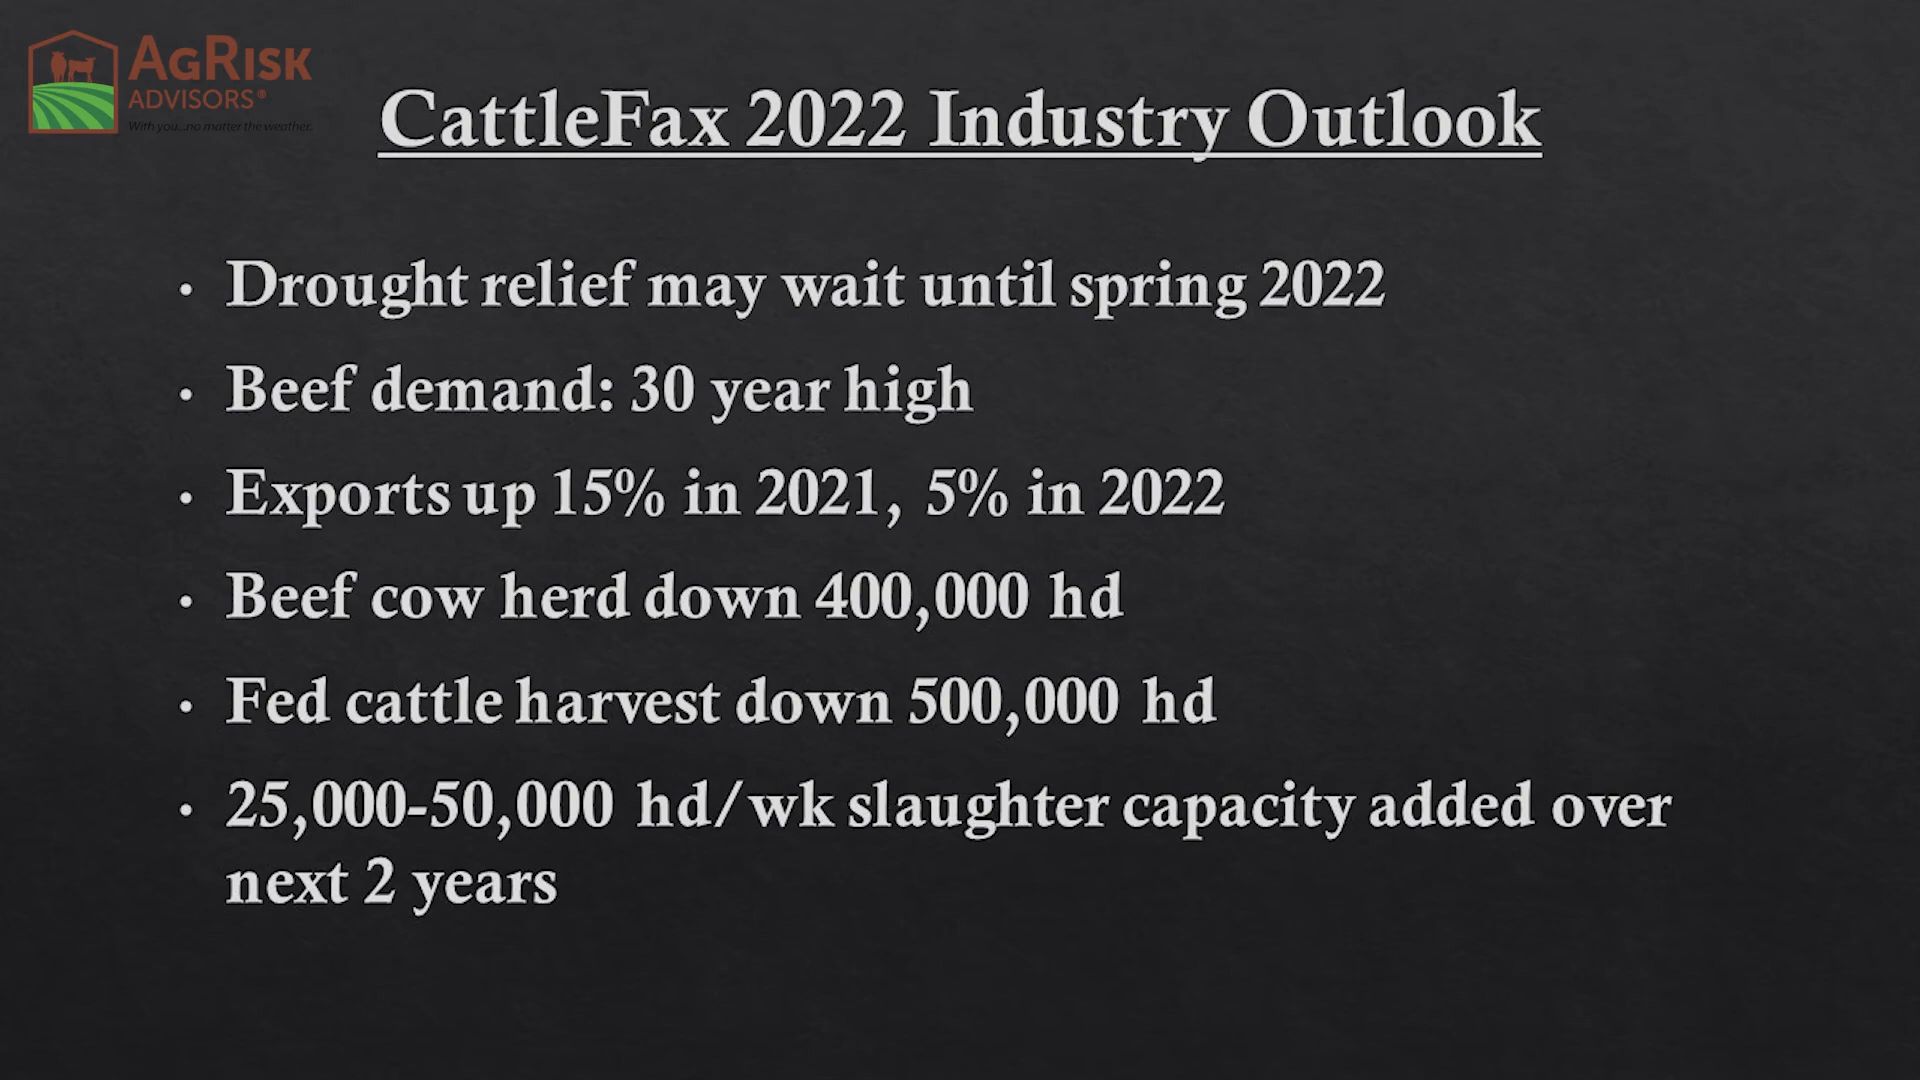 AGRISK
ADVISORS®
With you...no matter the weather.
CattleFax 2022 Industry Outlook
• Drought relief may wait until spring 2022
• Beef demand: 30 year high
• Exports up 15% in 2021, 5% in 2022
• Beef cow herd down 400,000 hd
• Fed cattle harvest down 500,000 hd
• 25,000-50,000 hd/wk slaughter capacity added over
next 2 years